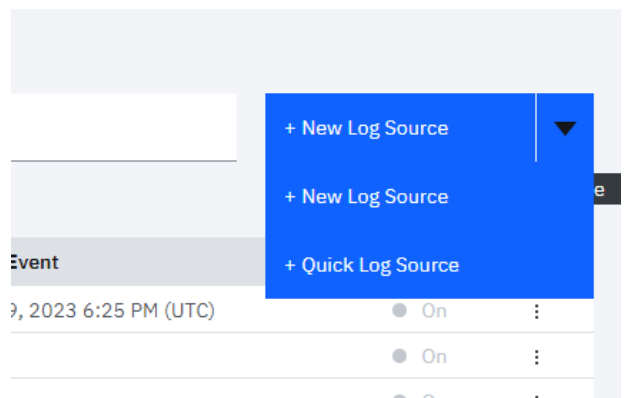 + New Log Source
+ New Log Source
e
+ Quick Log Source
Event
9, 2023 6:25 PM (UTC)
On
On